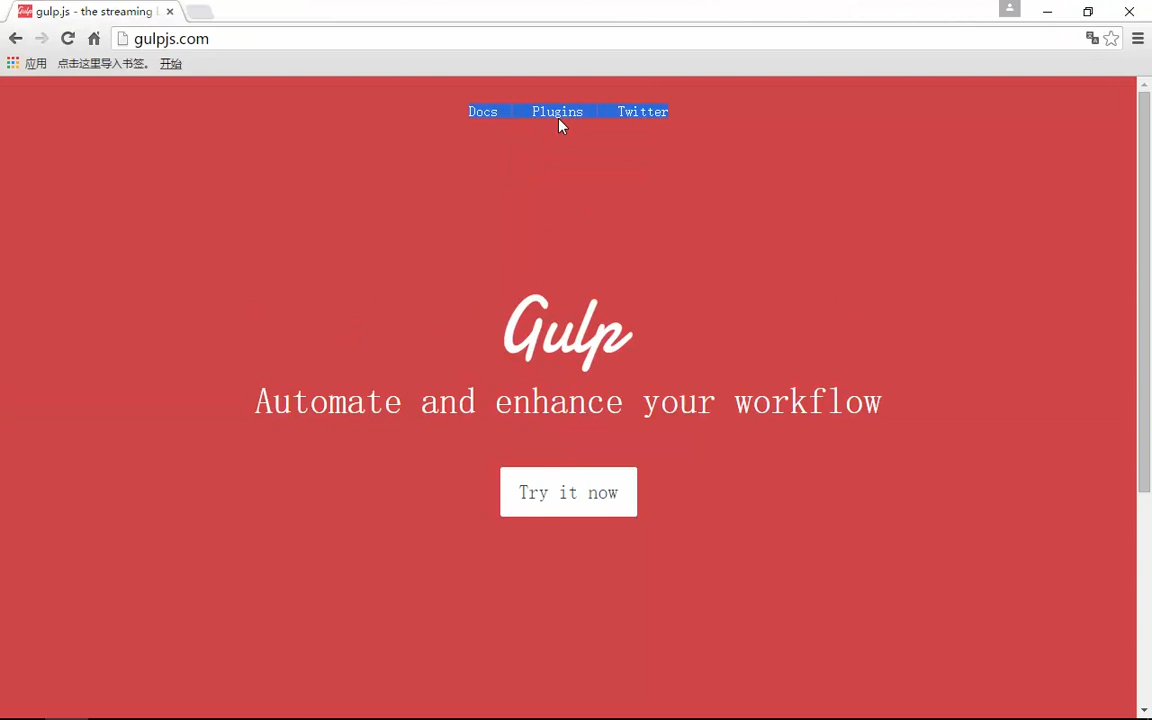 gulp.js - the streaming
gulpjs.com
应用 点击这里导入书签。 开始
Docs Plugins Twitter
Gulp
Automate and enhance your workflow
Try it now